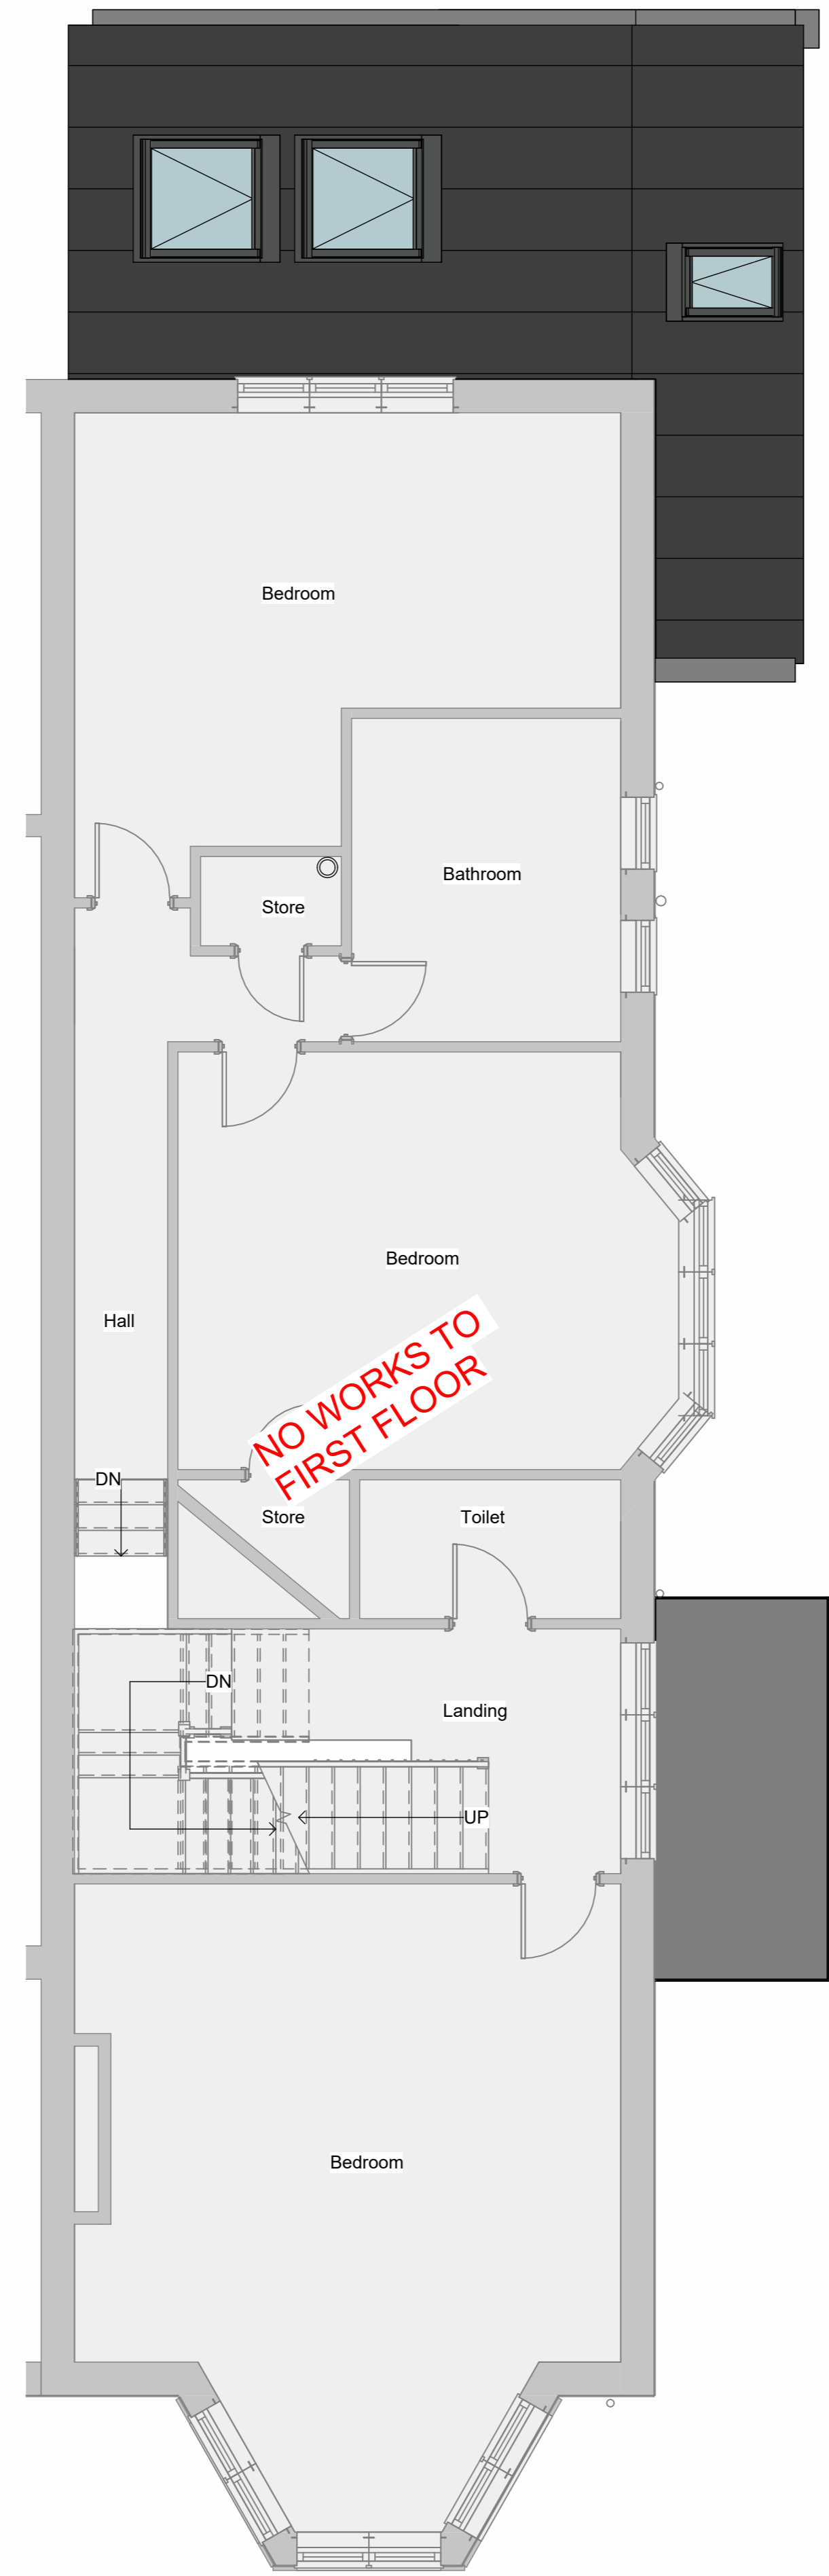 Bedroom
Bathroom
Store
Bedroom
Hall
NO WORKS TO
FIRST FLOOR
DN
Store
Toilet
DN
Landing
UP
Bedroom